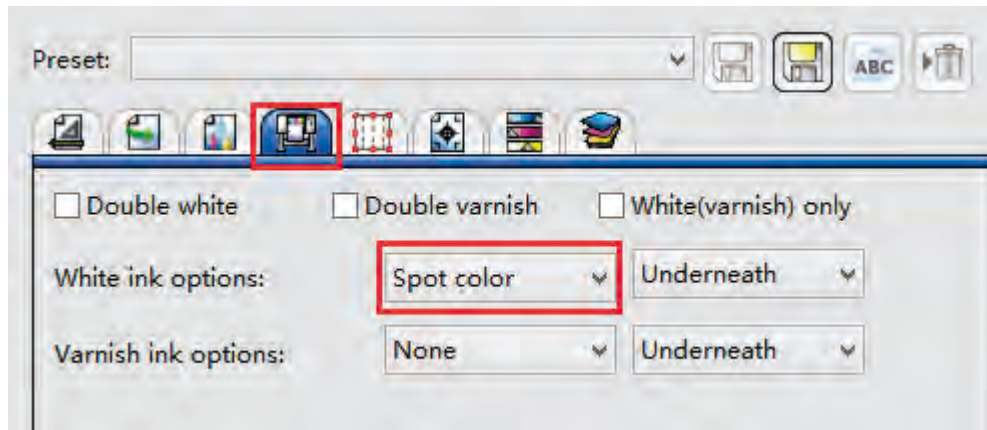 Preset:
ABC
Double white Double varnish White(varnish) only
White ink options: Spot color Underneath
Varnish ink options: None Underneath